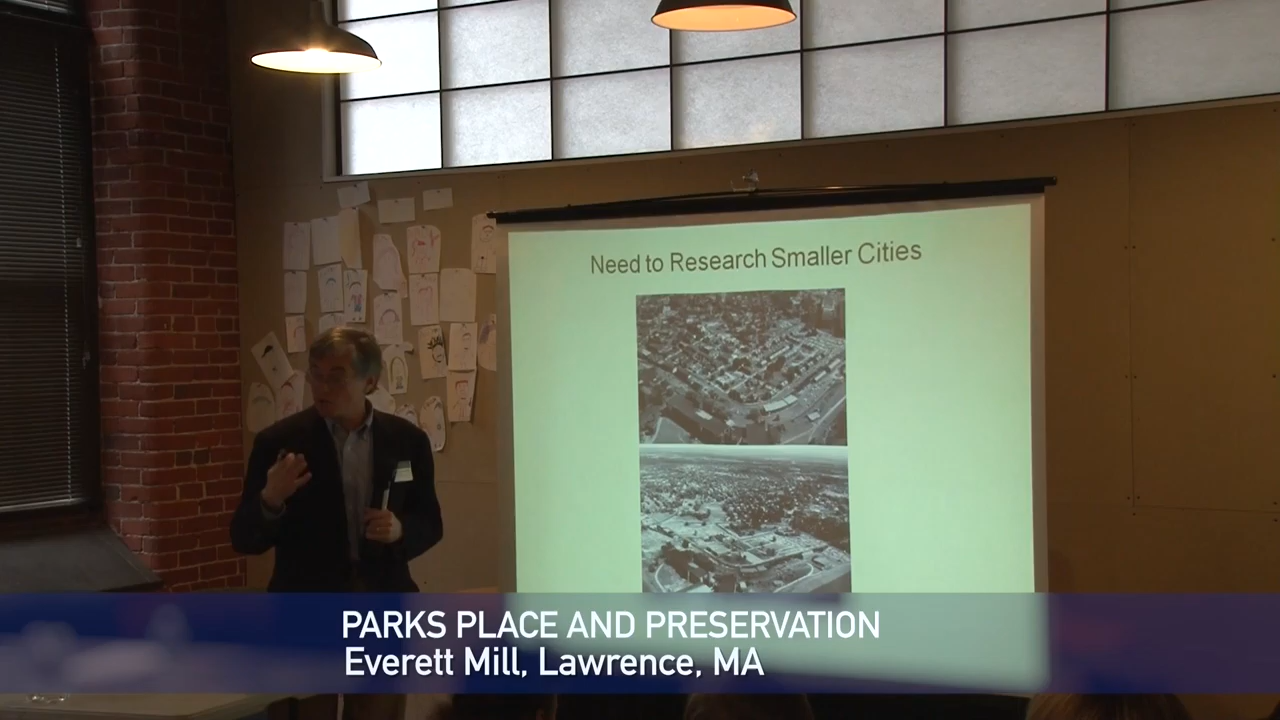 Need to Research Smaller Cities
PARKS PLACE AND PRESERVATION
Everett Mill, Lawrence, MA